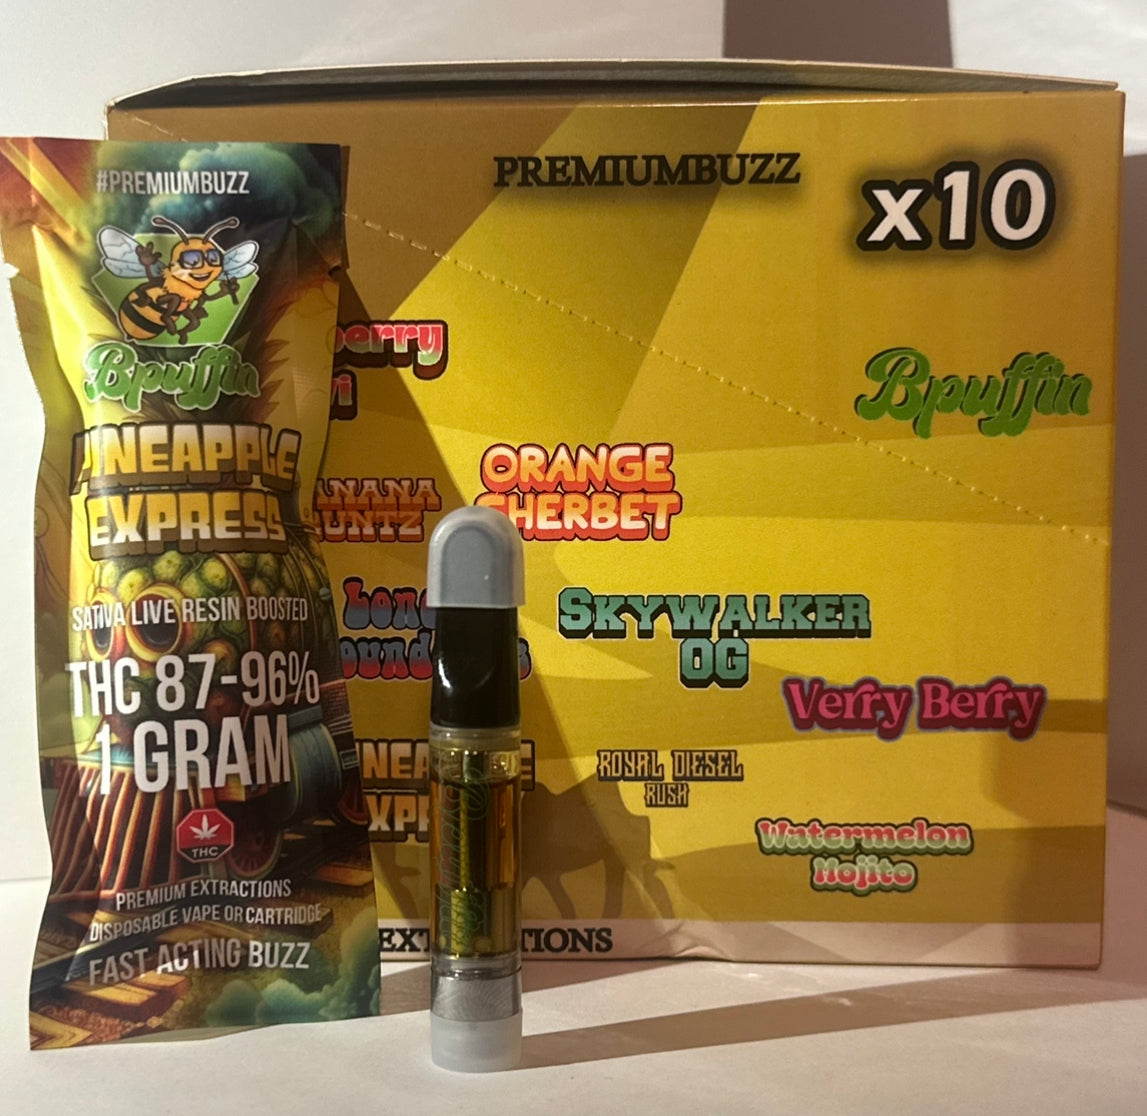 #PREMIUMBUZZ
Bpuffin
PINEAPPLE
EXPRESS
SATIVA LIVE RESIN BOOSTED
THC 87-96%
1 GRAM
THC
PREMIUM EXTRACTIONS
DISPOSABLE VAPE OR CARTRIDGE
FAST ACTING BUZZ
PREMIUMBUZZ
x10
Bpuffin
ORANGE
SHERBET
SKYWALKER
OG
Verry Berry
ROYAL DIESEL
RUSH
Watermelon
Mojito
Bpuffin